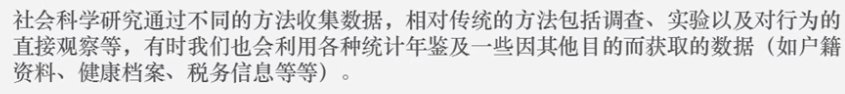 社会科学研究通过不同的方法收集数据，相对传统的方法包括调查、实验以及对行为的
直接观察等，有时我们也会利用各种统计年鉴及一些因其他目的而获取的数据（如户籍
资料、健康档案、税务信息等等）。